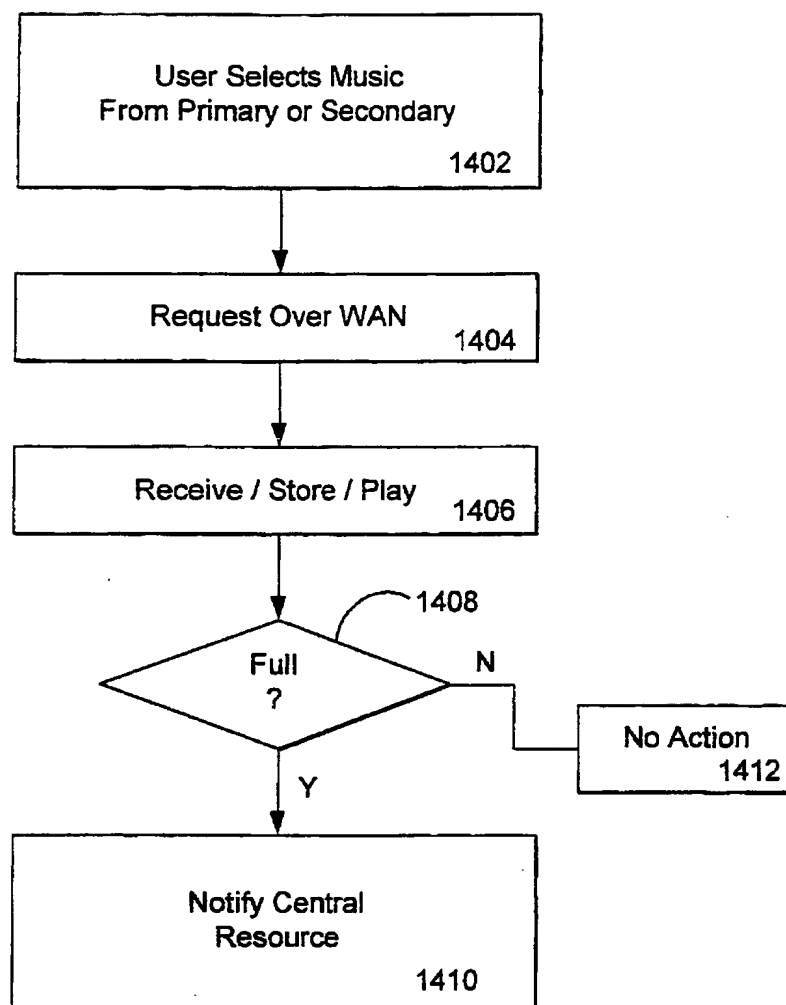 User Selects Music
From Primary or Secondary
1402
Request Over WAN
1404
Receive / Store / Play
1406
1408
Full
?
N
No Action
1412
Y
Notify Central
Resource
1410